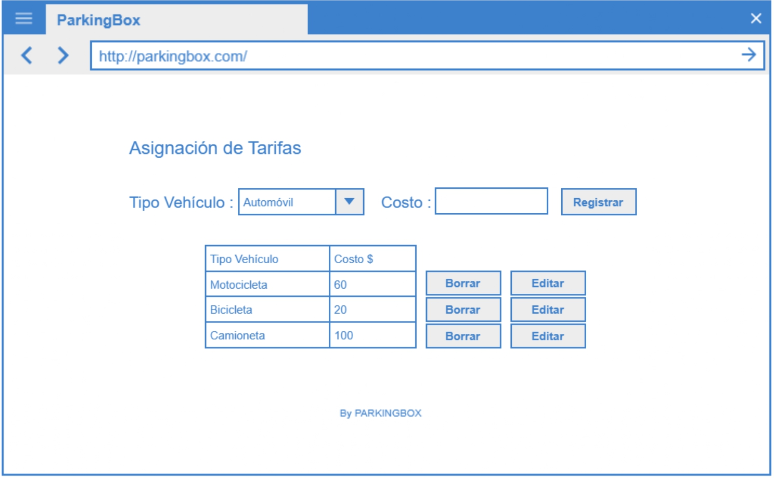 ParkingBox
http://parkingbox.com/
Asignación de Tarifas
Tipo Vehículo : Automóvil Costo : Registrar
Tipo Vehículo Costo $
Motocicleta 60 Borrar Editar
Bicicleta 20 Borrar Editar
Camioneta 100 Borrar Editar
By PARKINGBOX